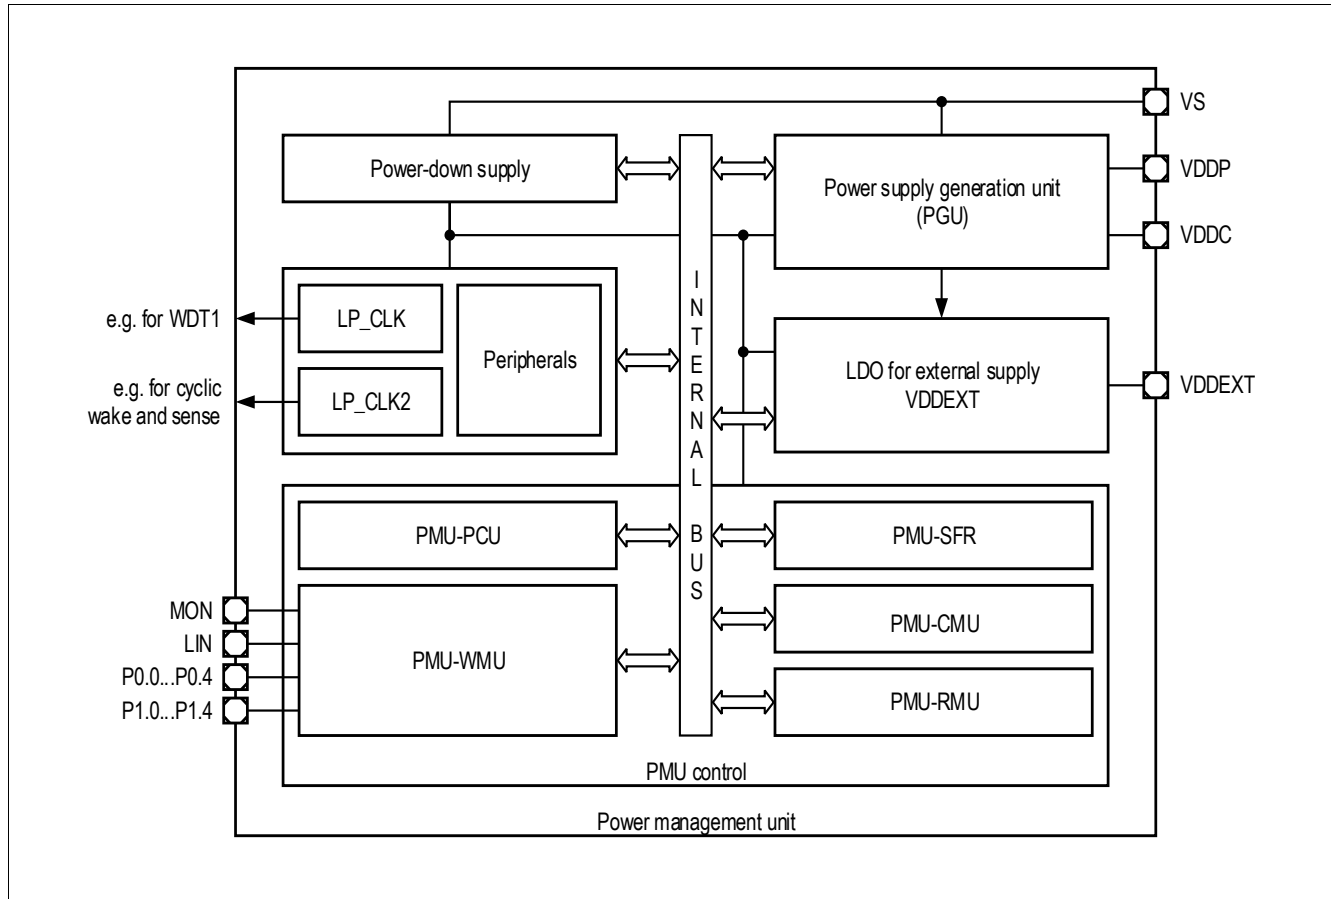 VS
Power-down supply
Power supply generation unit
(PGU)
VDDP
VDDC
INTERNAL BUS
e.g. for WDT1
LP_CLK
Peripherals
e.g. for cyclic
wake and sense
LP_CLK2
LDO for external supply
VDDEXT
VDDEXT
PMU-PCU
PMU-SFR
MON
LIN
P0.0...P0.4
P1.0...P1.4
PMU-WMU
PMU-CMU
PMU-RMU
PMU control
Power management unit